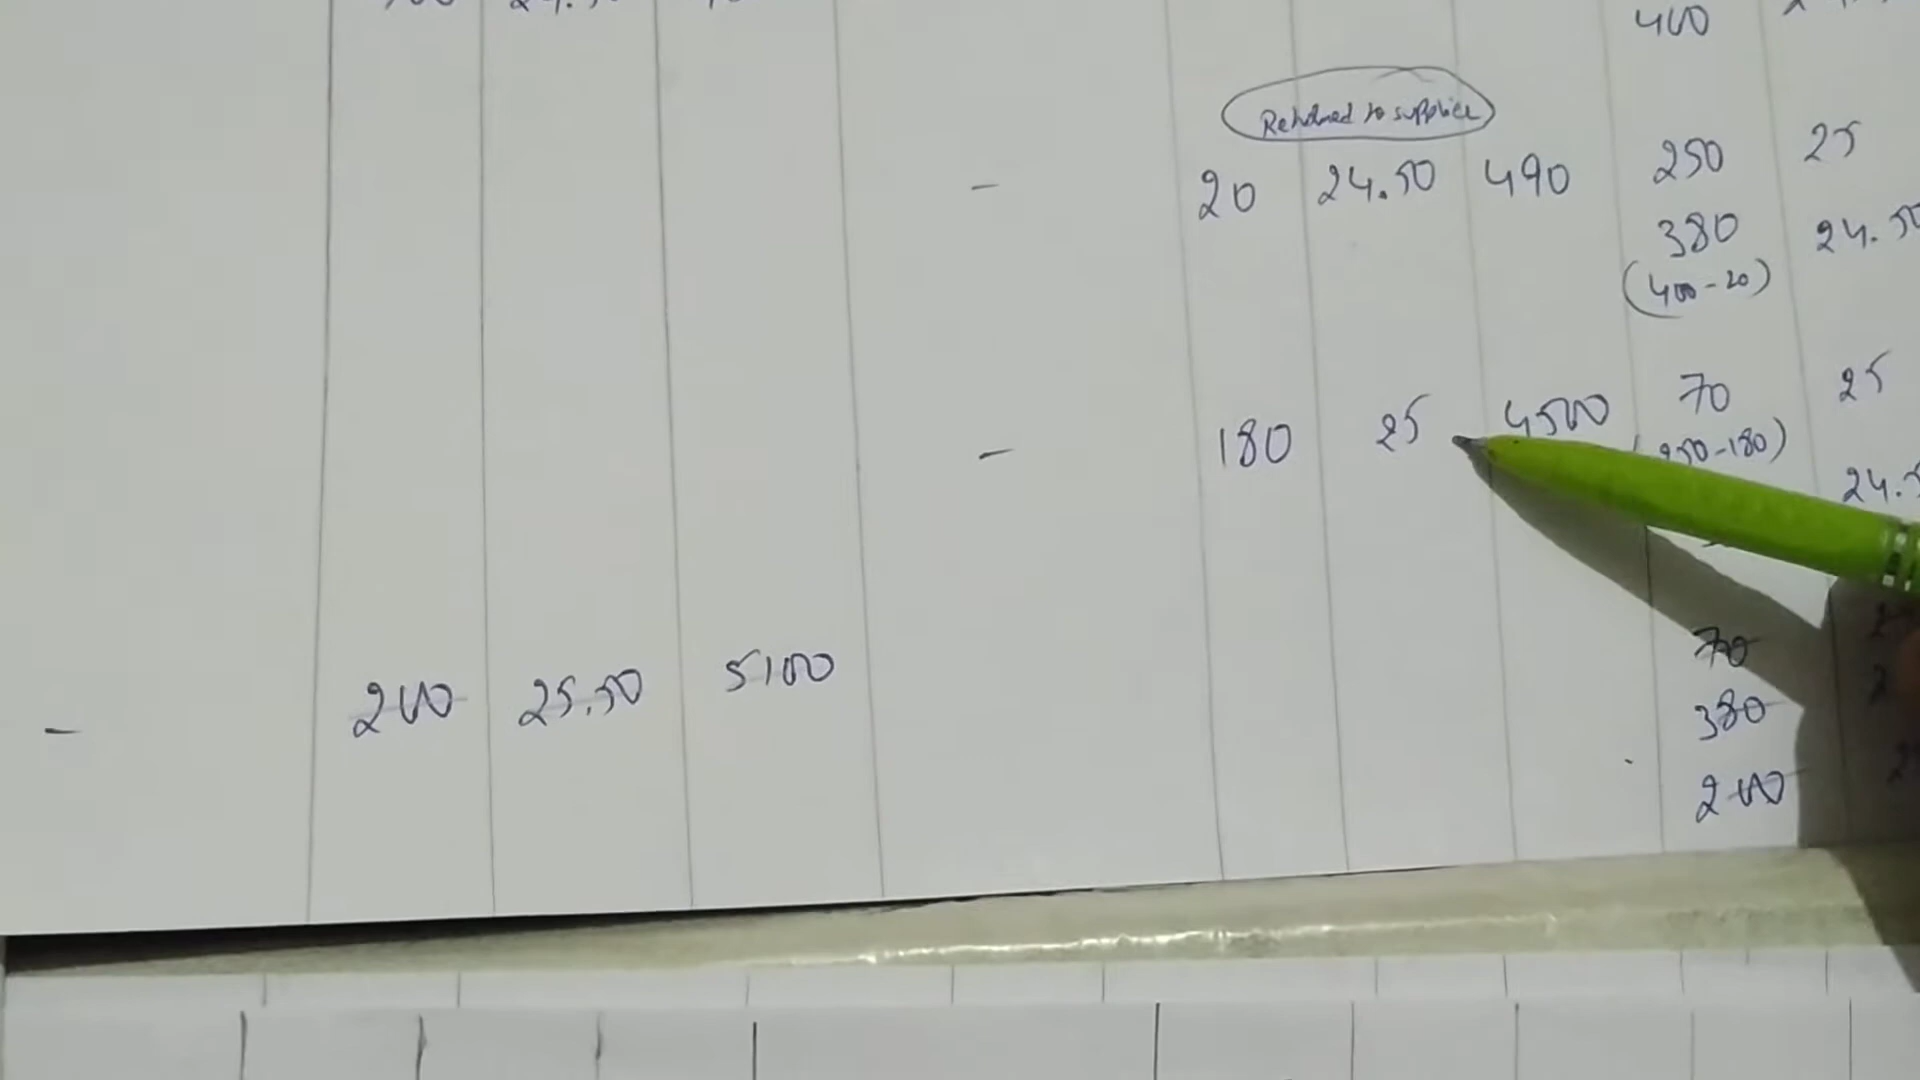 400
Returned to supplier
- 20 24.50 490 250 25
380 24.50
(400-20)
- 180 25 4500 70 25
(250-180)
24.5
- 200 25.50 5100 70
380
200